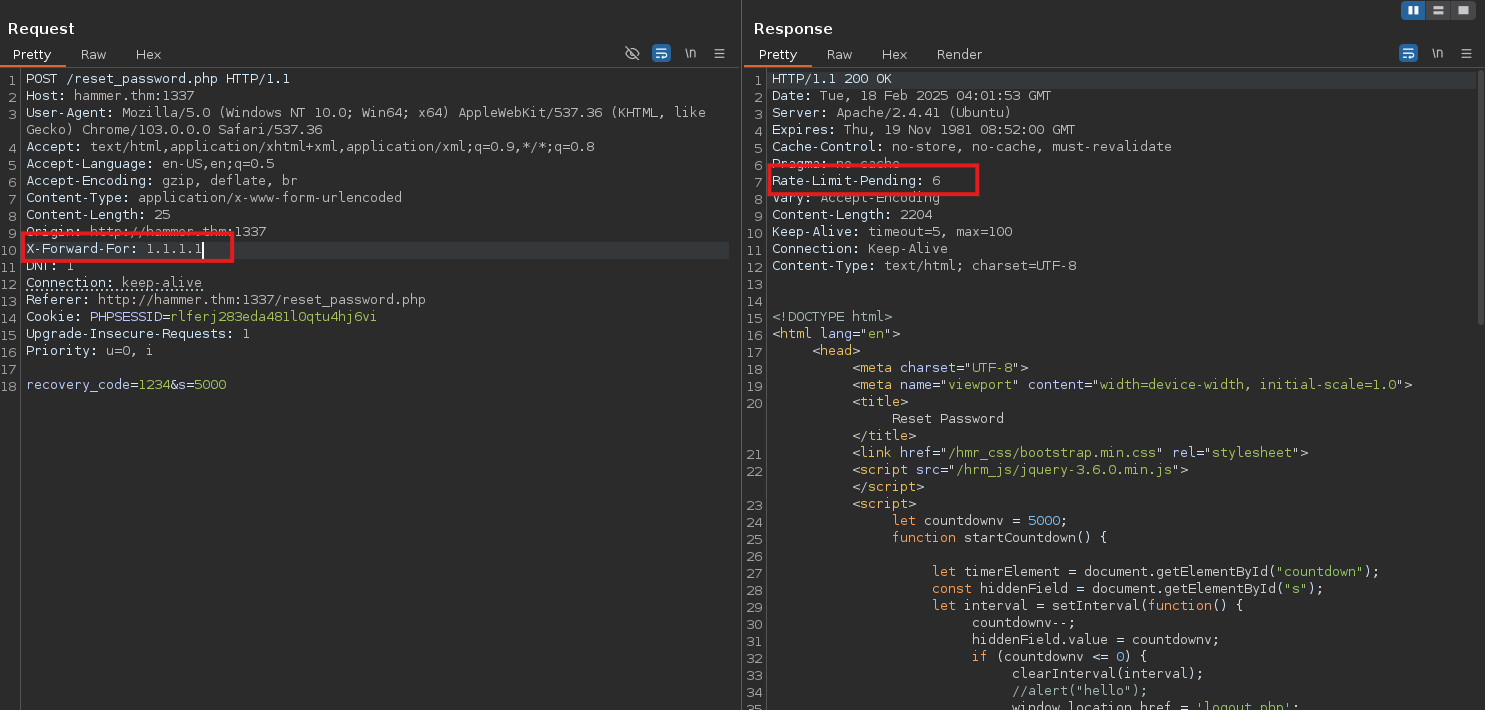 Request
Pretty Raw Hex \n
1 POST /reset_password.php HTTP/1.1
2 Host: hammer.thm:1337
3 User-Agent: Mozilla/5.0 (Windows NT 10.0; Win64; x64) AppleWebKit/537.36 (KHTML, like
Gecko) Chrome/103.0.0.0 Safari/537.36
4 Accept: text/html,application/xhtml+xml,application/xml;q=0.9,*/*;q=0.8
5 Accept-Language: en-US,en;q=0.5
6 Accept-Encoding: gzip, deflate, br
7 Content-Type: application/x-www-form-urlencoded
8 Content-Length: 25
9 Origin: http://hammer.thm:1337
10 X-Forward-For: 1.1.1.1
11 DNT: 1
12 Connection: keep-alive
13 Referer: http://hammer.thm:1337/reset_password.php
14 Cookie: PHPSESSID=rlferj283eda481l0qtu4hj6vi
15 Upgrade-Insecure-Requests: 1
16 Priority: u=0, i
17
18 recovery_code=1234&s=5000
Response
Pretty Raw Hex Render \n
1 HTTP/1.1 200 OK
2 Date: Tue, 18 Feb 2025 04:01:53 GMT
3 Server: Apache/2.4.41 (Ubuntu)
4 Expires: Thu, 19 Nov 1981 08:52:00 GMT
5 Cache-Control: no-store, no-cache, must-revalidate
6 Pragma: no-cache
7 Rate-Limit-Pending: 6
8 Vary: Accept-Encoding
9 Content-Length: 2204
10 Keep-Alive: timeout=5, max=100
11 Connection: Keep-Alive
12 Content-Type: text/html; charset=UTF-8
13
14
15 <!DOCTYPE html>
16 <html lang="en">
17 <head>
18 <meta charset="UTF-8">
19 <meta name="viewport" content="width=device-width, initial-scale=1.0">
20 <title>
Reset Password
</title>
21 <link href="/hmr_css/bootstrap.min.css" rel="stylesheet">
22 <script src="/hrm_js/jquery-3.6.0.min.js">
</script>
23 <script>
24 let countdownv = 5000;
25 function startCountdown() {
26
27 let timerElement = document.getElementById("countdown");
28 const hiddenField = document.getElementById("s");
29 let interval = setInterval(function() {
30 countdownv--;
31 hiddenField.value = countdownv;
32 if (countdownv <= 0) {
33 clearInterval(interval);
34 //alert("hello");
35 window.location.href = 'logout.php';